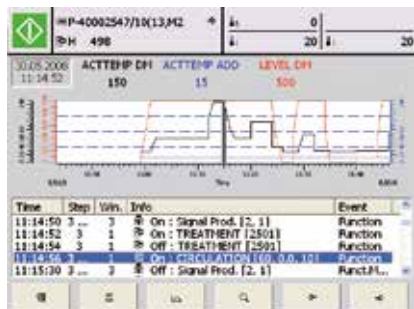 P-40002547/10(13,M2
H 498
0
20
20
30.05.2006
11:14:52
ACTTEMP DM ACTTEMP ADD LEVEL DM
150 15 500
Time Step Win. Info Event
11:14:50 3 ... 3 On : Signal Prod. [2, 1] Function
11:14:52 3 3 On : TREATMENT [2501] Function
11:14:54 3 1 Off : TREATMENT [2501] Function
11:14:56 3 ... 1 On : CIRCULATION [60, 0.0, 10] Function
11:15:30 3 ... 3 Off : Signal Prod. [2, 1] Funct.M...